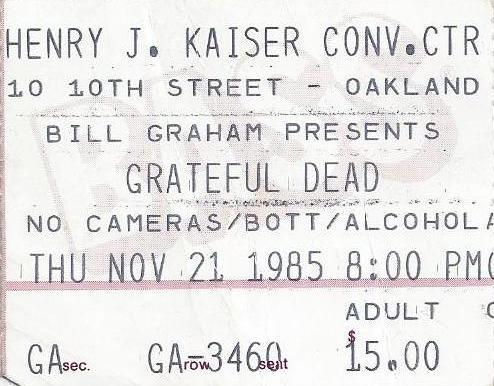 HENRY J. KAISER CONV.CTR
10 10TH STREET - OAKLAND
BILL GRAHAM PRESENTS
GRATEFUL DEAD
NO CAMERAS/BOTT/ALCOHOL
THU NOV 21 1985 8:00 PM
ADULT
GA sec. GA-3460 row seat $15.00